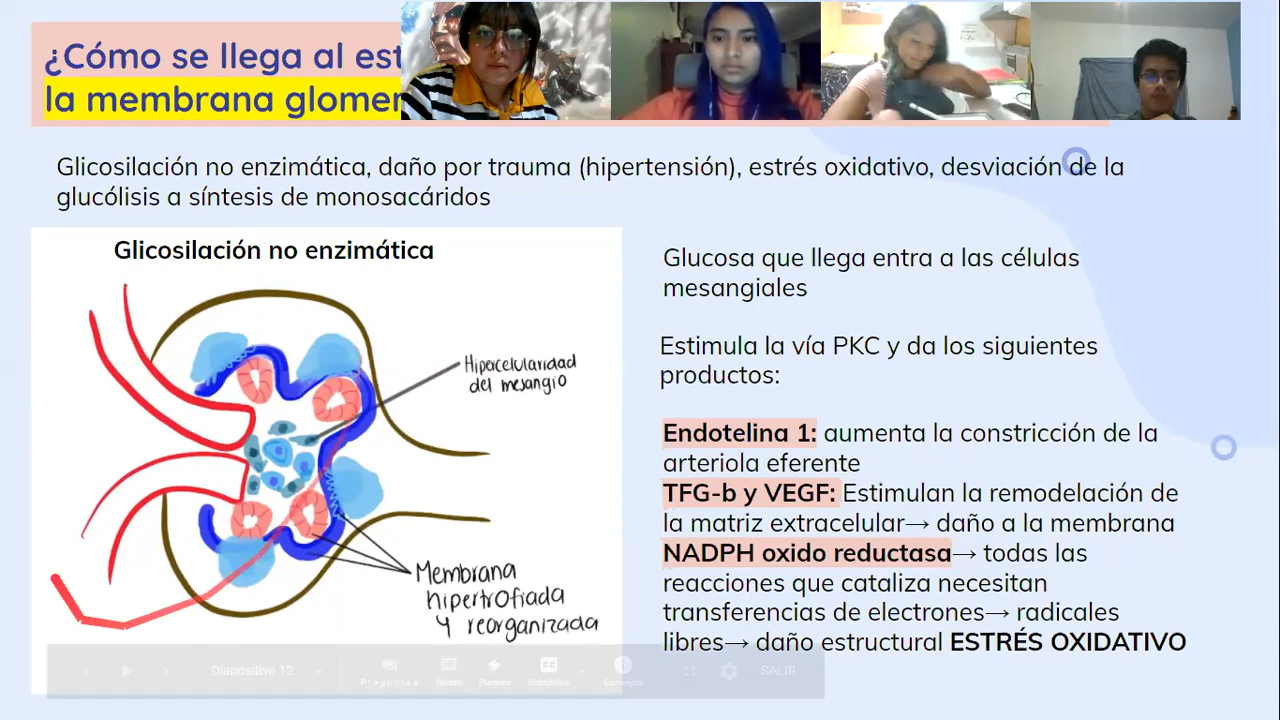 ¿Cómo se llega al est
la membrana glomer
Glicosilación no enzimática, daño por trauma (hipertensión), estrés oxidativo, desviación de la
glucólisis a síntesis de monosacáridos
Glicosilación no enzimática
Hipercelularidad
del mesangio
Membrana
hipertrofiada
y reorganizada
Glucosa que llega entra a las células
mesangiales
Estimula la vía PKC y da los siguientes
productos:
Endotelina 1: aumenta la constricción de la
arteriola eferente
TFG-b y VEGF: Estimulan la remodelación de
la matriz extracelular→ daño a la membrana
NADPH oxido reductasa→ todas las
reacciones que cataliza necesitan
transferencias de electrones→ radicales
libres→ daño estructural ESTRÉS OXIDATIVO
Diapositiva 12
Preguntas
Notas
Puntero
Subtítulos
Consejos
SALIR